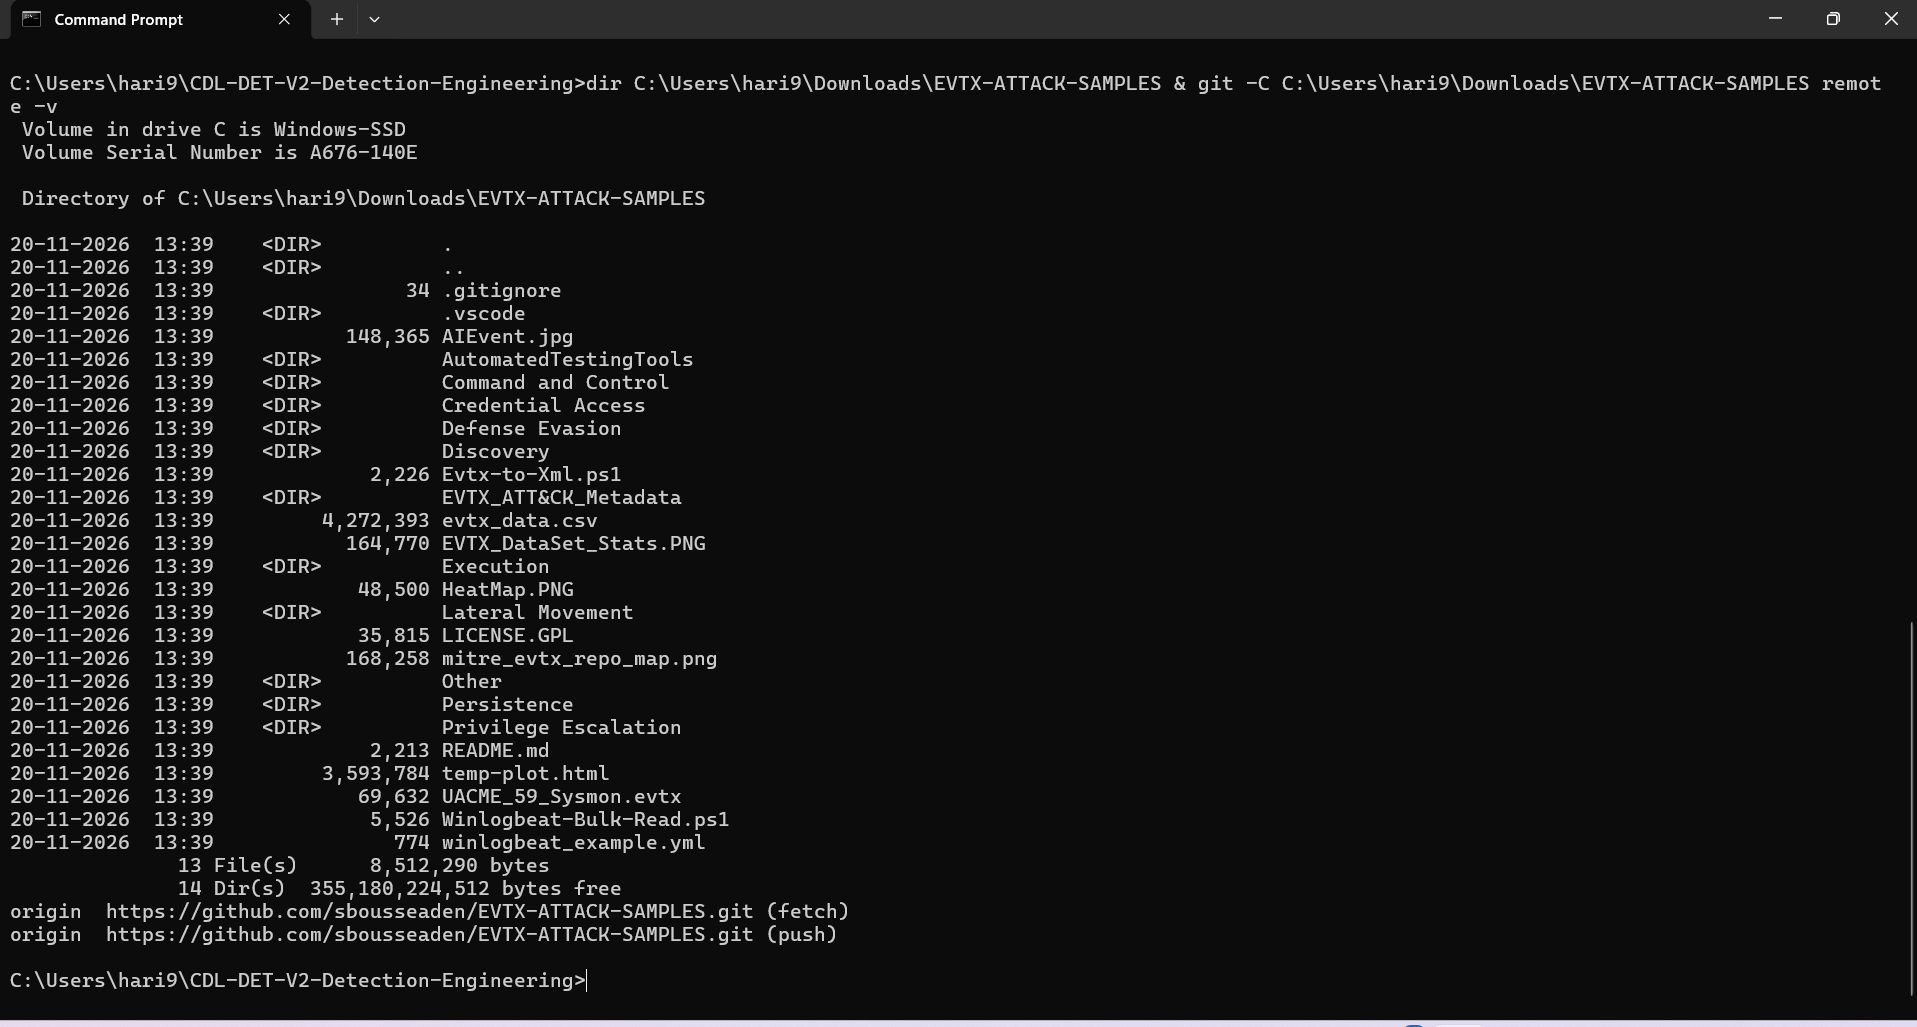 Command Prompt
C:\Users\hari9\CDL-DET-V2-Detection-Engineering>dir C:\Users\hari9\Downloads\EVTX-ATTACK-SAMPLES & git -C C:\Users\hari9\Downloads\EVTX-ATTACK-SAMPLES remot
e -v
 Volume in drive C is Windows-SSD
 Volume Serial Number is A676-140E
 Directory of C:\Users\hari9\Downloads\EVTX-ATTACK-SAMPLES
20-11-2026  13:39    <DIR>          .
20-11-2026  13:39    <DIR>          ..
20-11-2026  13:39                34 .gitignore
20-11-2026  13:39    <DIR>          .vscode
20-11-2026  13:39           148,365 AIEvent.jpg
20-11-2026  13:39    <DIR>          AutomatedTestingTools
20-11-2026  13:39    <DIR>          Command and Control
20-11-2026  13:39    <DIR>          Credential Access
20-11-2026  13:39    <DIR>          Defense Evasion
20-11-2026  13:39    <DIR>          Discovery
20-11-2026  13:39             2,226 Evtx-to-Xml.ps1
20-11-2026  13:39    <DIR>          EVTX_ATT&CK_Metadata
20-11-2026  13:39         4,272,393 evtx_data.csv
20-11-2026  13:39           164,770 EVTX_DataSet_Stats.PNG
20-11-2026  13:39    <DIR>          Execution
20-11-2026  13:39            48,500 HeatMap.PNG
20-11-2026  13:39    <DIR>          Lateral Movement
20-11-2026  13:39            35,815 LICENSE.GPL
20-11-2026  13:39           168,258 mitre_evtx_repo_map.png
20-11-2026  13:39    <DIR>          Other
20-11-2026  13:39    <DIR>          Persistence
20-11-2026  13:39    <DIR>          Privilege Escalation
20-11-2026  13:39             2,213 README.md
20-11-2026  13:39         3,593,784 temp-plot.html
20-11-2026  13:39            69,632 UACME_59_Sysmon.evtx
20-11-2026  13:39             5,526 Winlogbeat-Bulk-Read.ps1
20-11-2026  13:39               774 winlogbeat_example.yml
              13 File(s)      8,512,290 bytes
              14 Dir(s)  355,180,224,512 bytes free
origin  https://github.com/sbousseaden/EVTX-ATTACK-SAMPLES.git (fetch)
origin  https://github.com/sbousseaden/EVTX-ATTACK-SAMPLES.git (push)
C:\Users\hari9\CDL-DET-V2-Detection-Engineering>